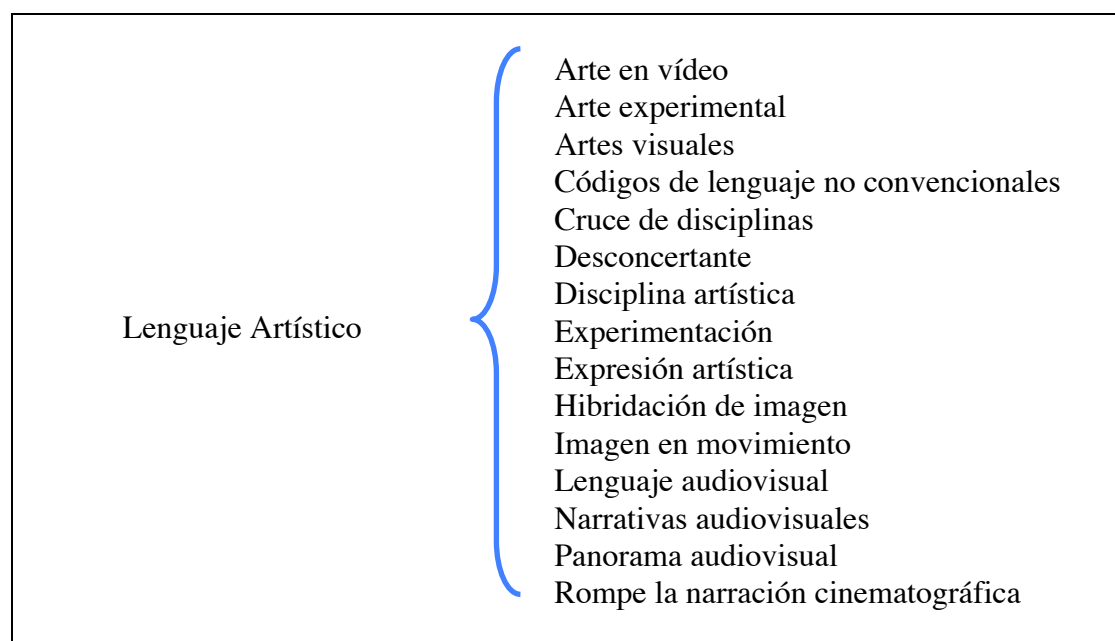 Lenguaje Artístico
Arte en vídeo
Arte experimental
Artes visuales
Códigos de lenguaje no convencionales
Cruce de disciplinas
Desconcertante
Disciplina artística
Experimentación
Expresión artística
Hibridación de imagen
Imagen en movimiento
Lenguaje audiovisual
Narrativas audiovisuales
Panorama audiovisual
Rompe la narración cinematográfica